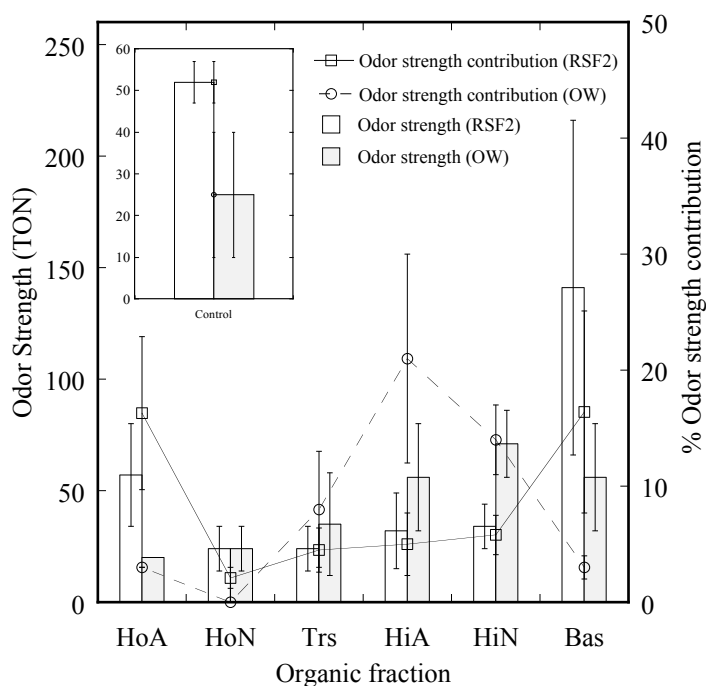 250
200
150
100
50
0
Odor Strength (TON)
60
50
40
30
20
10
0
Control
Odor strength contribution (RSF2)
Odor strength contribution (OW)
Odor strength (RSF2)
Odor strength (OW)
50
40
30
20
10
0
% Odor strength contribution
HoA HoN Trs HiA HiN Bas
Organic fraction